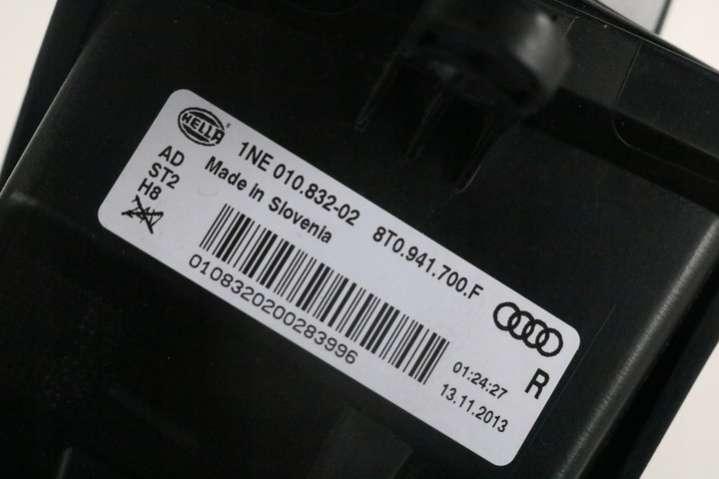 HELLA
1NE 010.832-02 8T0.941.700.F
AD
ST2
H8
Made in Slovenia
0108320200283996
01:24:27
13.11.2013
R